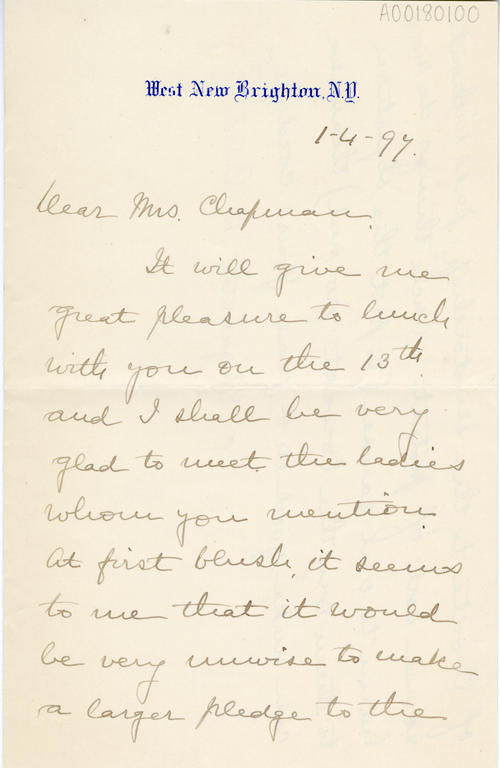 A00180100
West New Brighton, N.Y.
1-4-97.
Dear Mrs. Chapman,
It will give me
great pleasure to lunch
with you on the 13th.
and I shall be very
glad to meet the ladies
whom you mention.
At first blush, it seems
to me that it would
be very unwise to make
a larger pledge to the